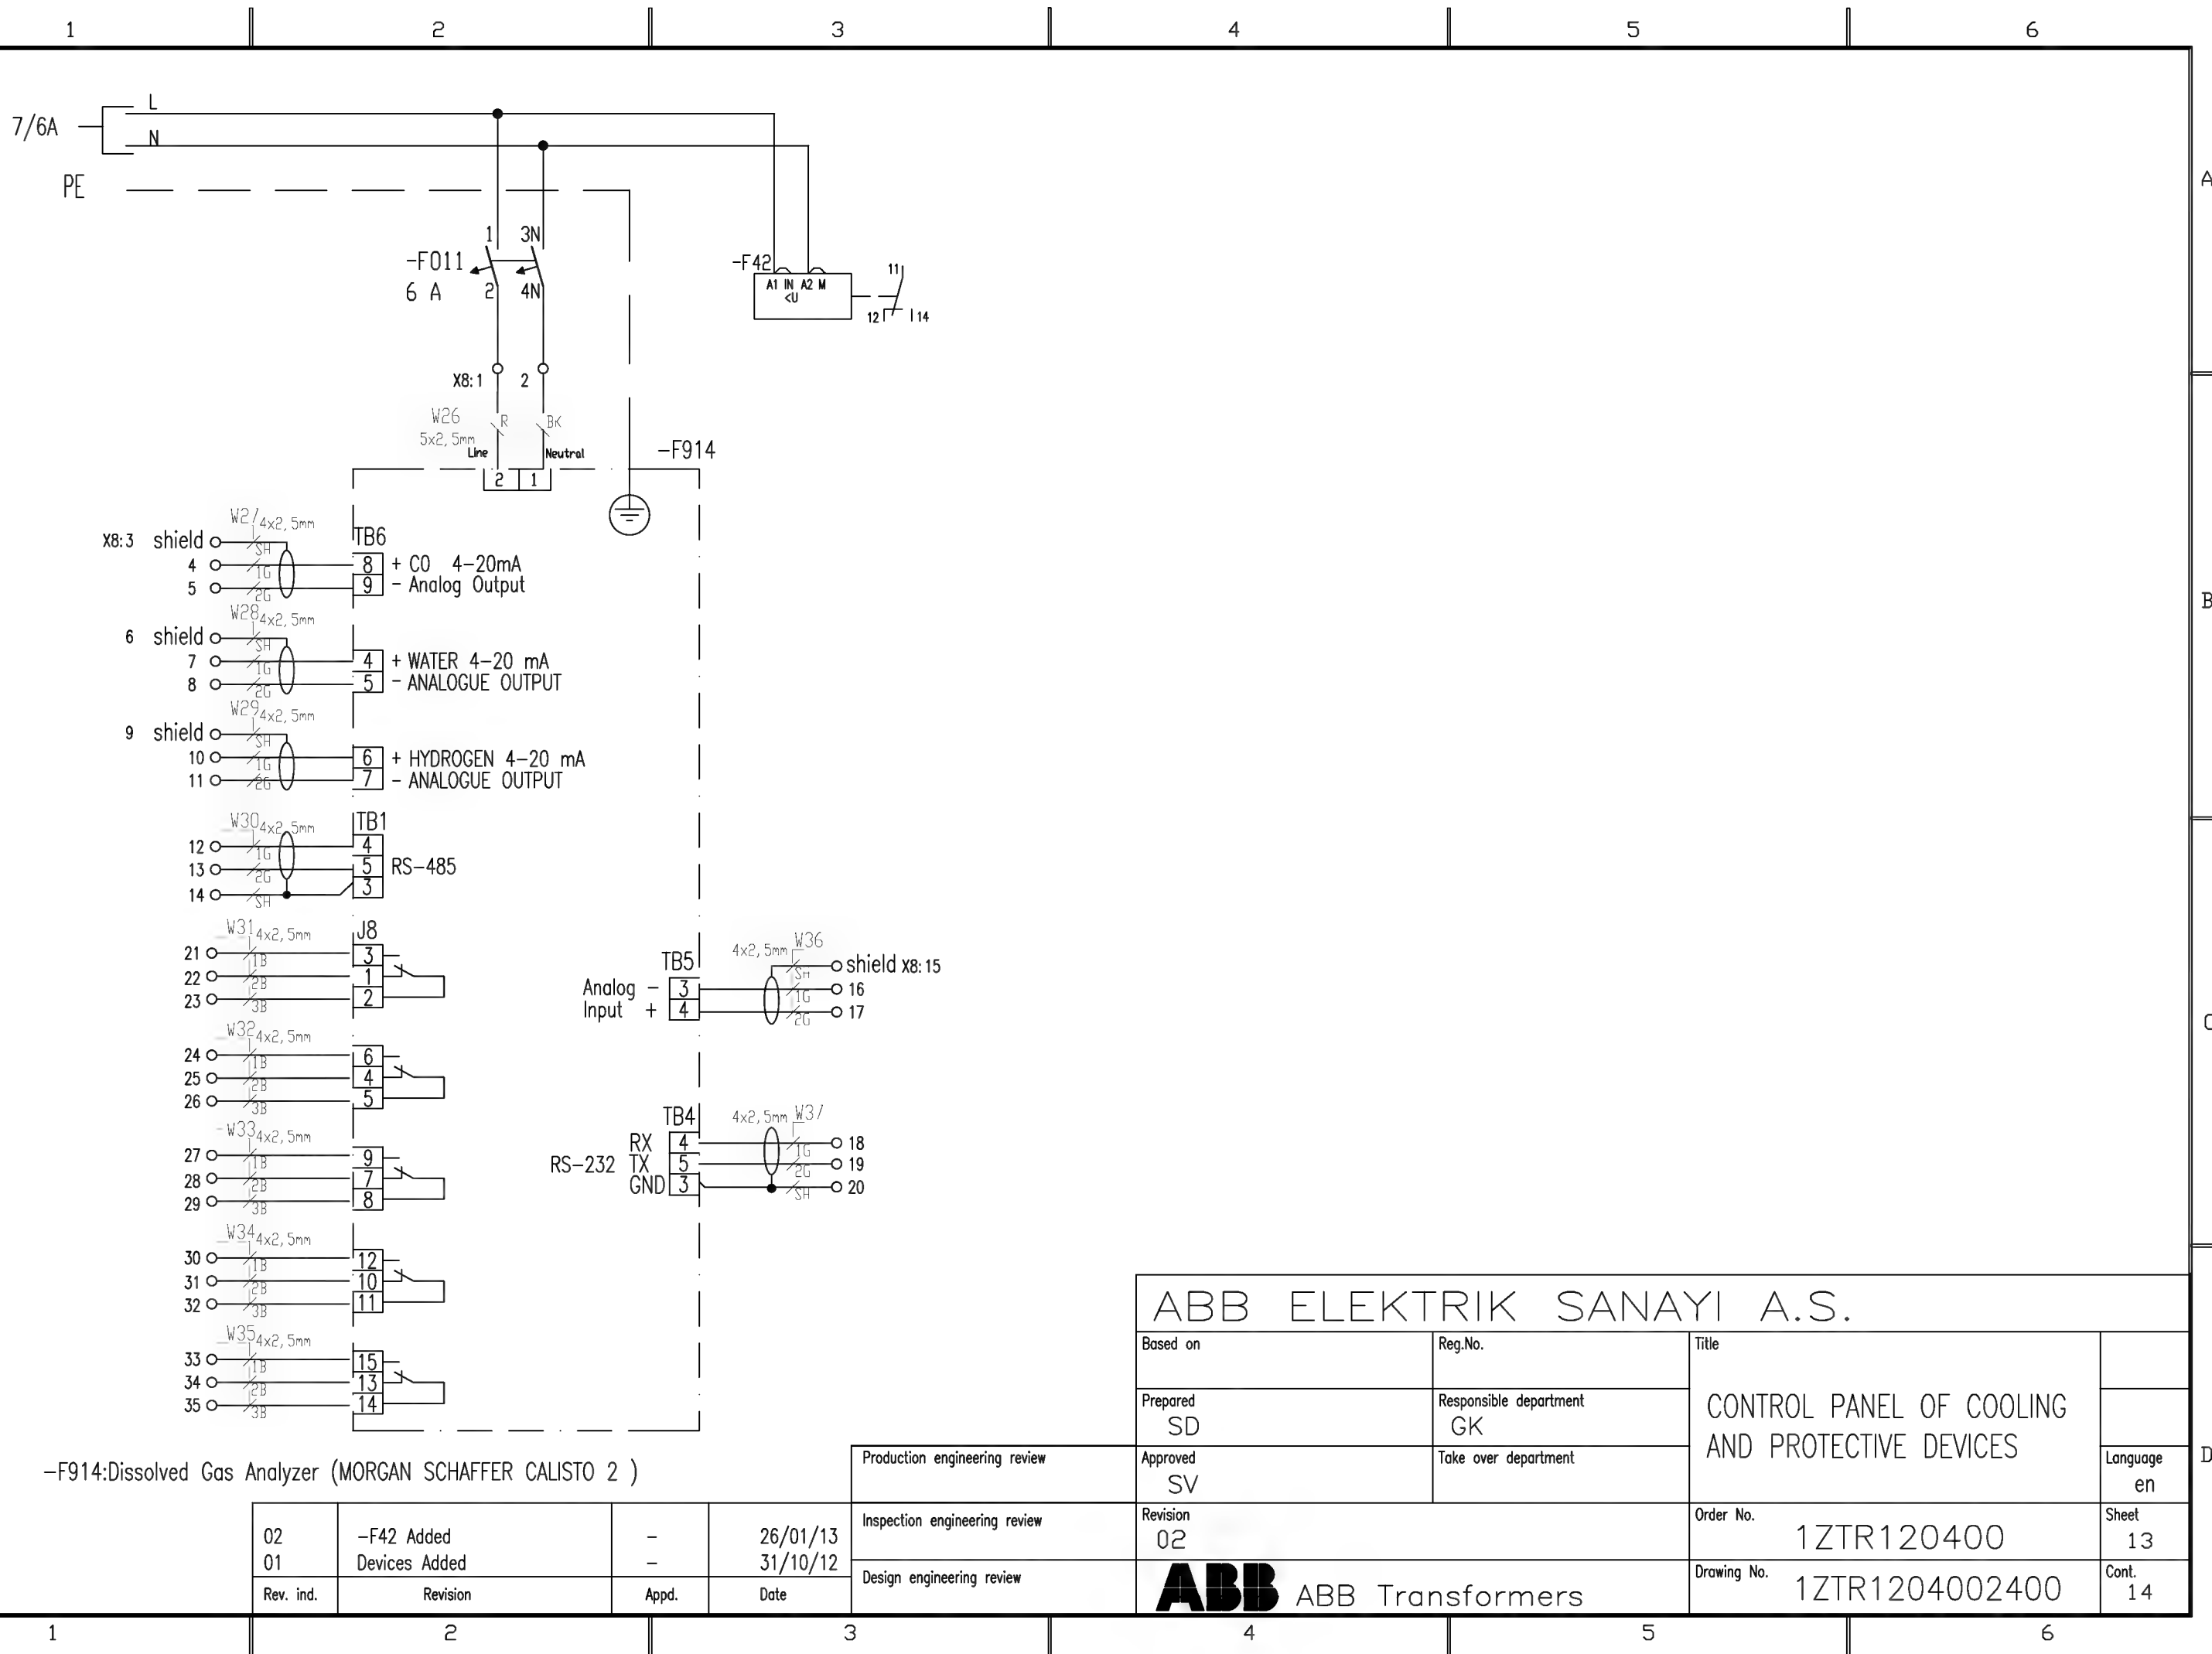 1 2 3 4 5 6
L
7/6A
N
PE
A
1 3N
-F011
6 A 2 4N
-F42
A1 IN A2 M
<U
11
12 14
X8:1 2
W26 R BK
5x2,5mm
Line Neutral
-F914
2 1
W27 4x2,5mm
X8:3 shield SH
TB6
4 1G 8 + CO 4-20mA
5 2G 9 - Analog Output
B
W28 4x2,5mm
6 shield SH
7 1G 4 + WATER 4-20 mA
8 2G 5 - ANALOGUE OUTPUT
W29 4x2,5mm
9 shield SH
10 1G 6 + HYDROGEN 4-20 mA
11 2G 7 - ANALOGUE OUTPUT
W30 4x2,5mm TB1
12 1G 4
13 2G 5 RS-485
14 SH 3
W31 4x2,5mm J8
21 1B 3
22 2B 1
23 3B 2
4x2,5mm W36
TB5 SH shield X8:15
Analog - 3 1G 16
Input + 4 2G 17
C
W32 4x2,5mm
24 1B 6
25 2B 4
26 3B 5
TB4 4x2,5mm W37
RX 4 1G 18
RS-232 TX 5 2G 19
GND 3 SH 20
W33 4x2,5mm
27 1B 9
28 2B 7
29 3B 8
W34 4x2,5mm
30 1B 12
31 2B 10
32 3B 11
W35 4x2,5mm
33 1B 15
34 2B 13
35 3B 14
-F914:Dissolved Gas Analyzer (MORGAN SCHAFFER CALISTO 2 )
ABB ELEKTRIK SANAYI A.S.
Based on
Reg.No.
Title
CONTROL PANEL OF COOLING
AND PROTECTIVE DEVICES
Prepared
SD
Responsible department
GK
Production engineering review
Approved
SV
Take over department
Language
en
D
02 -F42 Added - 26/01/13
01 Devices Added - 31/10/12
Rev. ind. Revision Appd. Date
Inspection engineering review
Design engineering review
Revision
02
ABB ABB Transformers
Order No.
1ZTR120400
Sheet
13
Drawing No.
1ZTR1204002400
Cont.
14
1 2 3 4 5 6